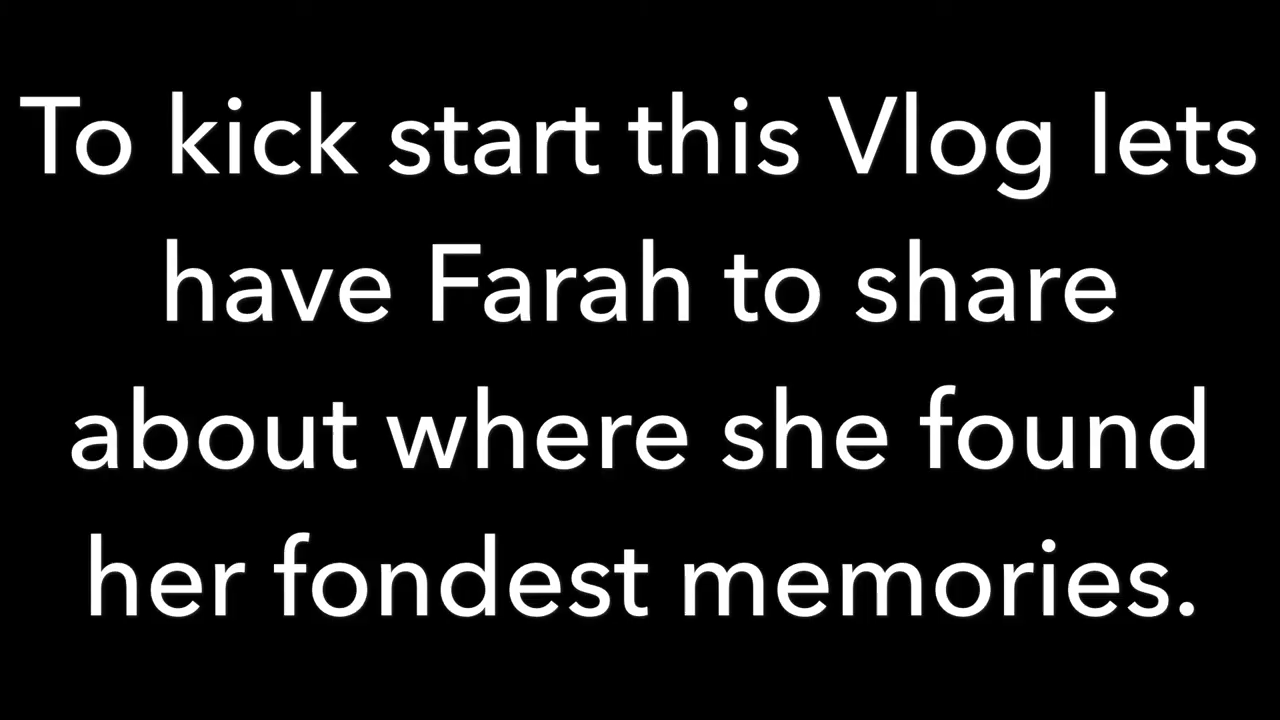 To kick start this Vlog lets
have Farah to share
about where she found
her fondest memories.